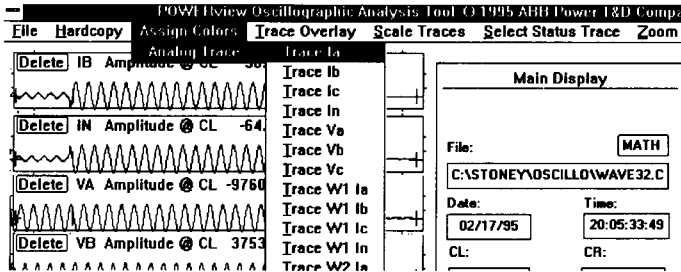 POWERview Oscillographic Analysis Tool © 1995 ABB Power T&D Compa
File Hardcopy Assign Colors Trace Overlay Scale Traces Select Status Trace Zoom
Analog Trace Trace Ia
Delete IB Amplitude @ CL
Trace Ib
Trace Ic
Trace In
Delete IN Amplitude @ CL -64.
Trace Va
Trace Vb
Trace Vc
Delete VA Amplitude @ CL -9760
Trace W1 Ia
Trace W1 Ib
Trace W1 Ic
Trace W1 In
Delete VB Amplitude @ CL 3753
Trace W2 Ia
Main Display
File: MATH
C:\STONEY\OSCILLO\WAVE32.C
Date: Time:
02/17/95 20:05:33:49
CL: CR: